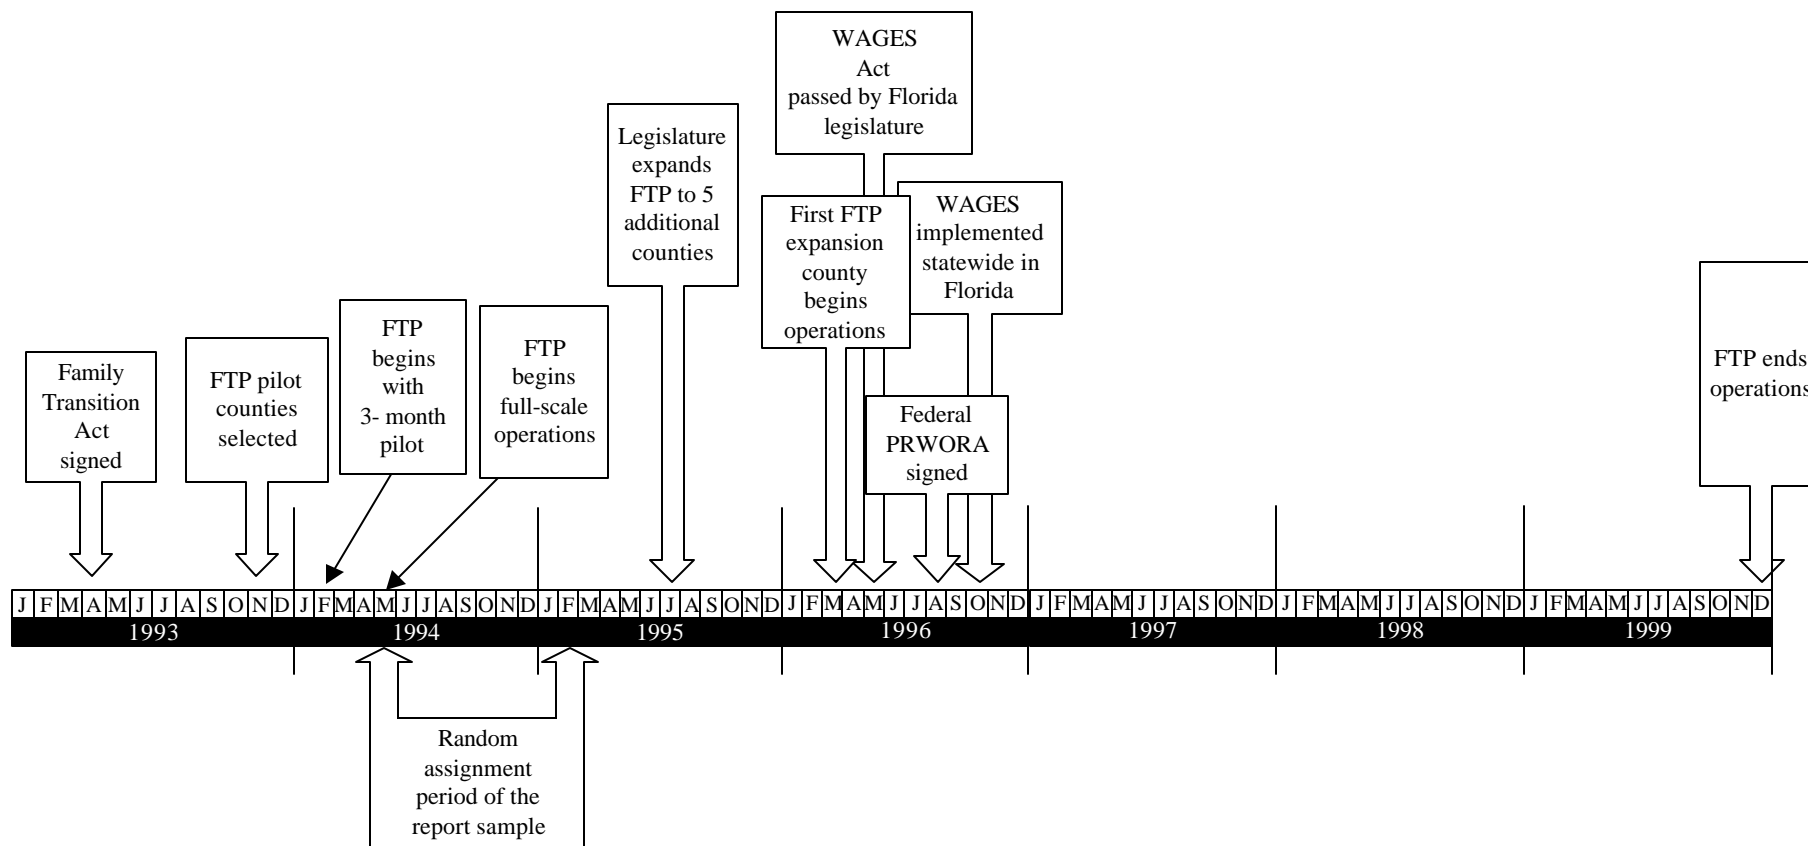 WAGES
Act
passed by Florida
legislature
Legislature
expands
FTP to 5
additional
counties
First FTP
expansion
county
begins
operations
WAGES
implemented
statewide in
Florida
FTP ends
operations
Family
Transition
Act
signed
FTP pilot
counties
selected
FTP
begins
with
3- month
pilot
FTP
begins
full-scale
operations
Federal
PRWORA
signed
J F M A M J J A S O N D J F M A M J J A S O N D J F M A M J J A S O N D J F M A M J J A S O N D J F M A M J J A S O N D J F M A M J J A S O N D J F M A M J J A S O N D
1993 1994 1995 1996 1997 1998 1999
Random
assignment
period of the
report sample